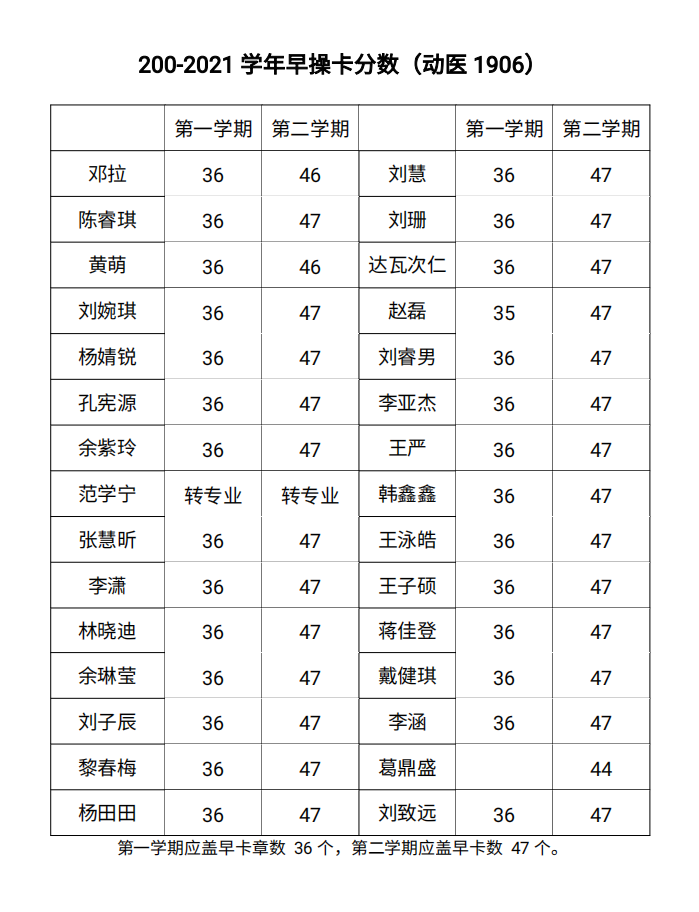 200-2021 学年早操卡分数（动医 1906）
第一学期 第二学期 第一学期 第二学期
邓拉 36 46 刘慧 36 47
陈睿琪 36 47 刘珊 36 47
黄萌 36 46 达瓦次仁 36 47
刘婉琪 36 47 赵磊 35 47
杨婧锐 36 47 刘睿男 36 47
孔宪源 36 47 李亚杰 36 47
余紫玲 36 47 王严 36 47
范学宁 转专业 转专业 韩鑫鑫 36 47
张慧昕 36 47 王泳皓 36 47
李潇 36 47 王子硕 36 47
林晓迪 36 47 蒋佳登 36 47
余琳莹 36 47 戴健琪 36 47
刘子辰 36 47 李涵 36 47
黎春梅 36 47 葛鼎盛 44
杨田田 36 47 刘致远 36 47
第一学期应盖早卡章数 36 个，第二学期应盖早卡数 47 个。